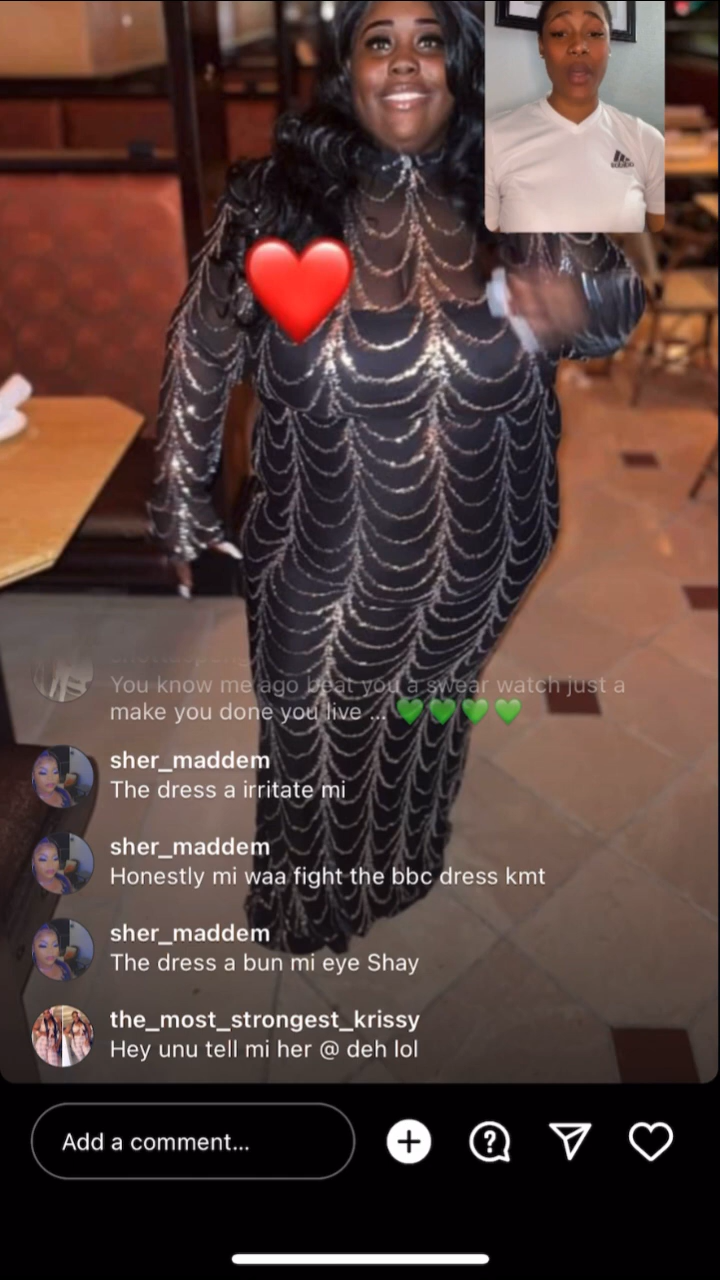 You know me ago beat you a swear watch just a
make you done you live ... 💚💚💚💚
sher_maddem
The dress a irritate mi
sher_maddem
Honestly mi waa fight the bbc dress kmt
sher_maddem
The dress a bun mi eye Shay
the_most_strongest_krissy
Hey unu tell mi her @ deh lol
Add a comment...